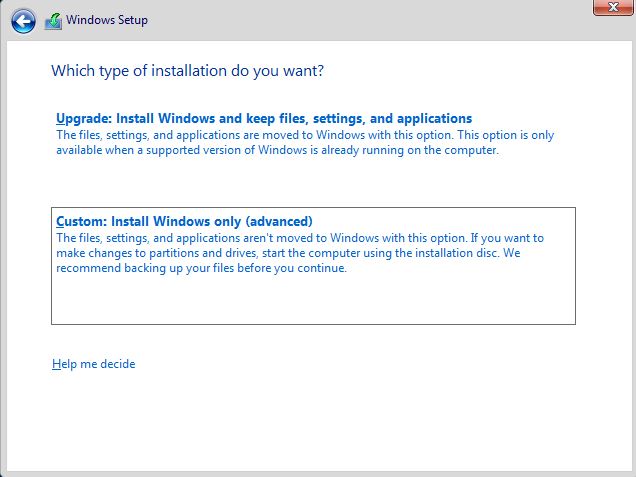 Windows Setup
Which type of installation do you want?
Upgrade: Install Windows and keep files, settings, and applications
The files, settings, and applications are moved to Windows with this option. This option is only
available when a supported version of Windows is already running on the computer.
Custom: Install Windows only (advanced)
The files, settings, and applications aren't moved to Windows with this option. If you want to
make changes to partitions and drives, start the computer using the installation disc. We
recommend backing up your files before you continue.
Help me decide